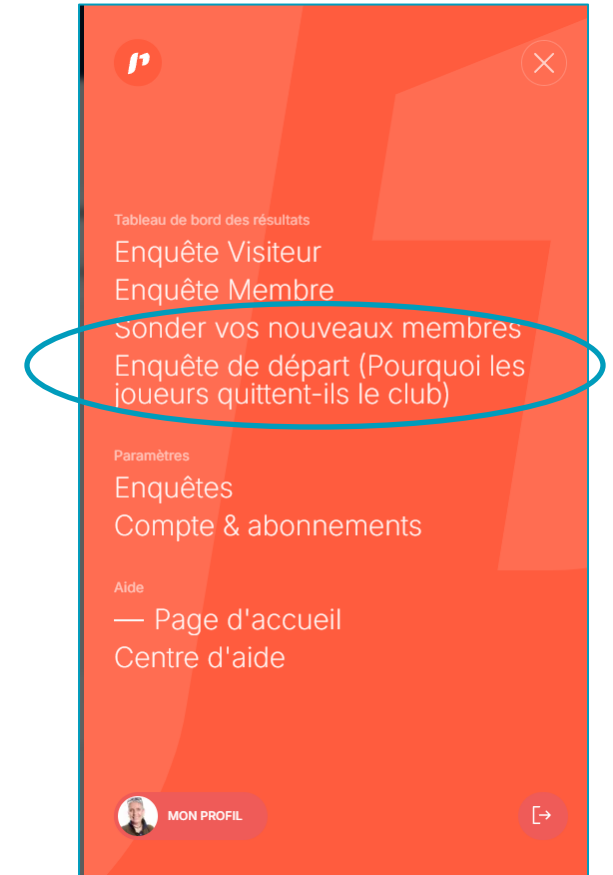 Tableau de bord des résultats
Enquête Visiteur
Enquête Membre
Sonder vos nouveaux membres
Enquête de départ (Pourquoi les
joueurs quittent-ils le club)
Paramètres
Enquêtes
Compte & abonnements
Aide
— Page d'accueil
Centre d'aide
MON PROFIL